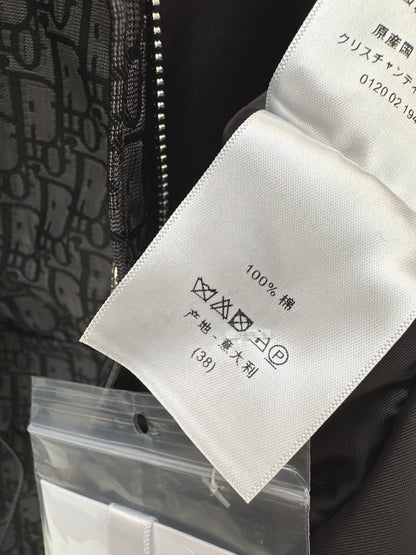 原産国
クリスチャンディ
0120.02.194
100% 棉
P
产地 - 意大利
(38)